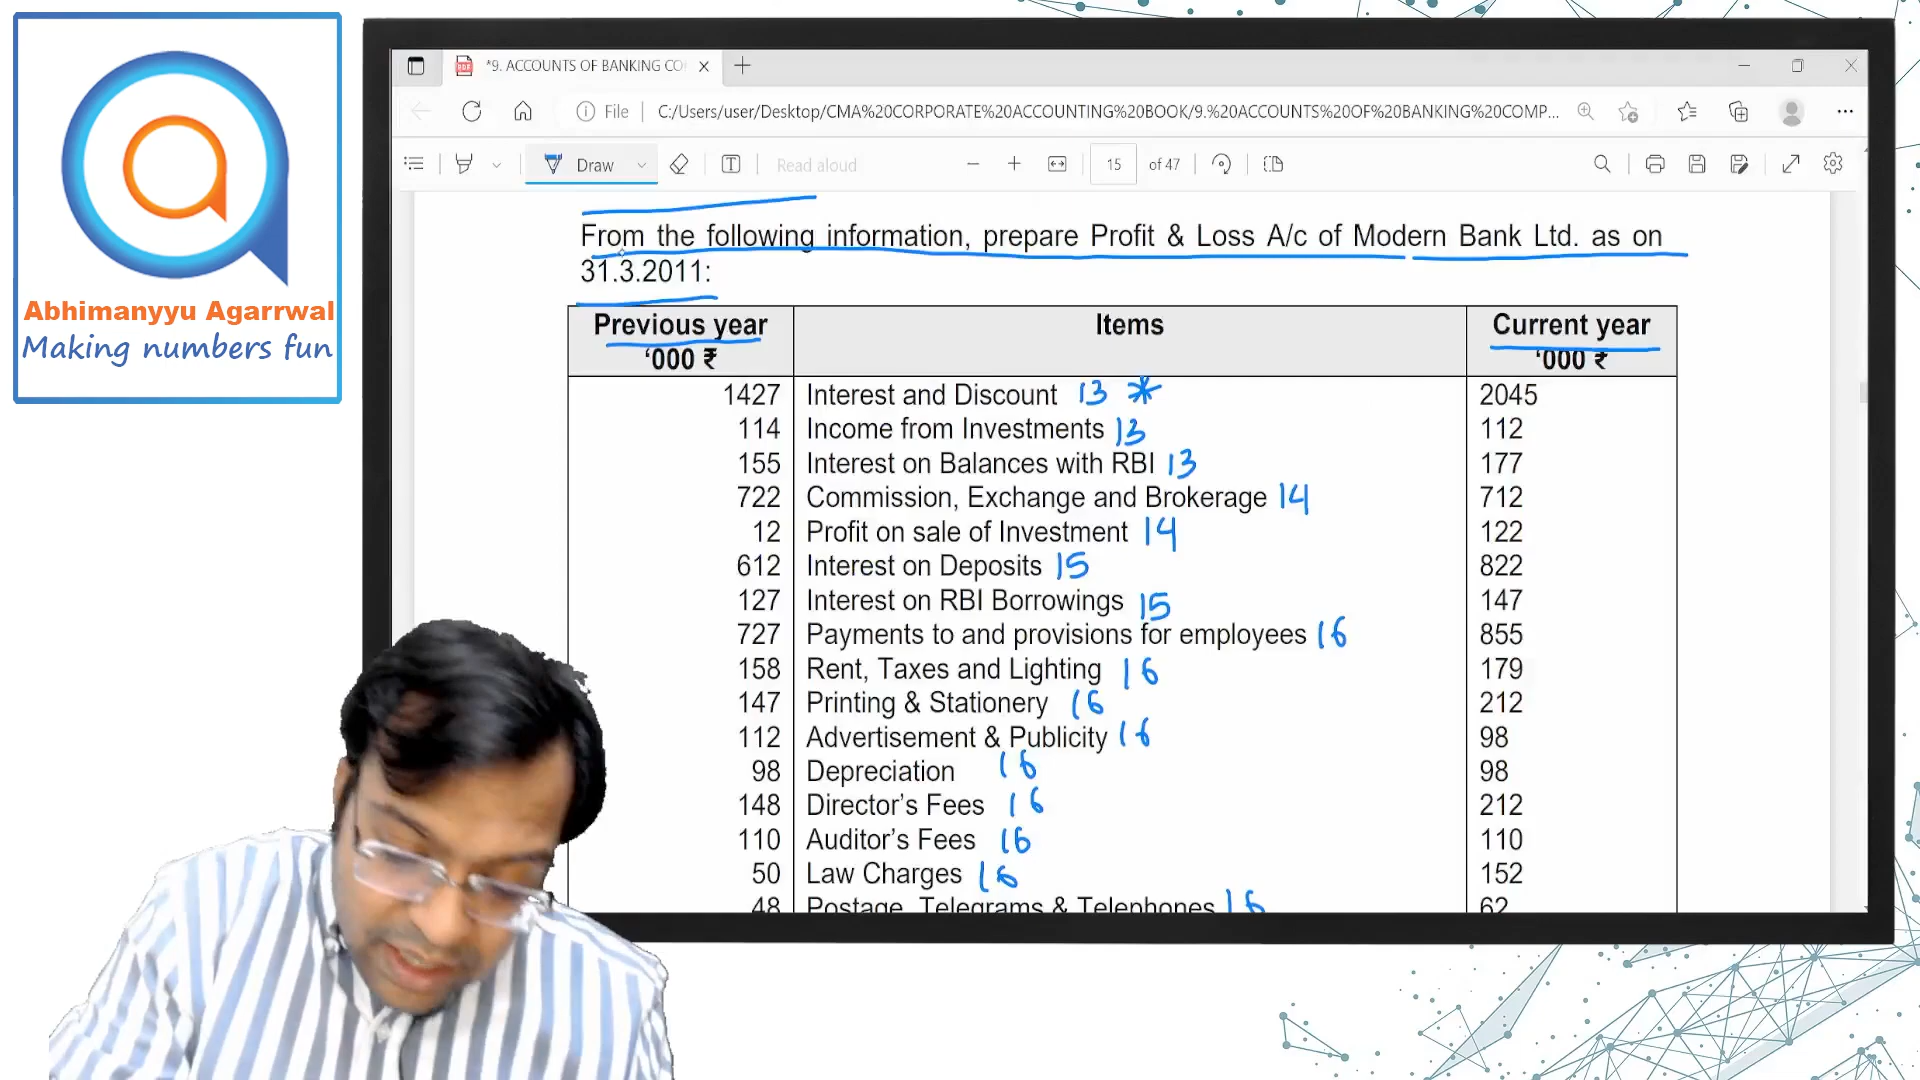 *9. ACCOUNTS OF BANKING CO
File C:/Users/user/Desktop/CMA%20CORPORATE%20ACCOUNTING%20BOOK/9.%20ACCOUNTS%20OF%20BANKING%20COMP...
Draw Read aloud 15 of 47
Abhimanyyu Agarrwal
Making numbers fun
From the following information, prepare Profit & Loss A/c of Modern Bank Ltd. as on
31.3.2011:
Previous year Items Current year
‘000 ₹ ‘000 ₹
1427 Interest and Discount 13 * 2045
114 Income from Investments 13 112
155 Interest on Balances with RBI 13 177
722 Commission, Exchange and Brokerage 14 712
12 Profit on sale of Investment 14 122
612 Interest on Deposits 15 822
127 Interest on RBI Borrowings 15 147
727 Payments to and provisions for employees 16 855
158 Rent, Taxes and Lighting 16 179
147 Printing & Stationery 16 212
112 Advertisement & Publicity 16 98
98 Depreciation 16 98
148 Director’s Fees 16 212
110 Auditor’s Fees 16 110
50 Law Charges 16 152
48 Postage, Telegrams & Telephones 16 62